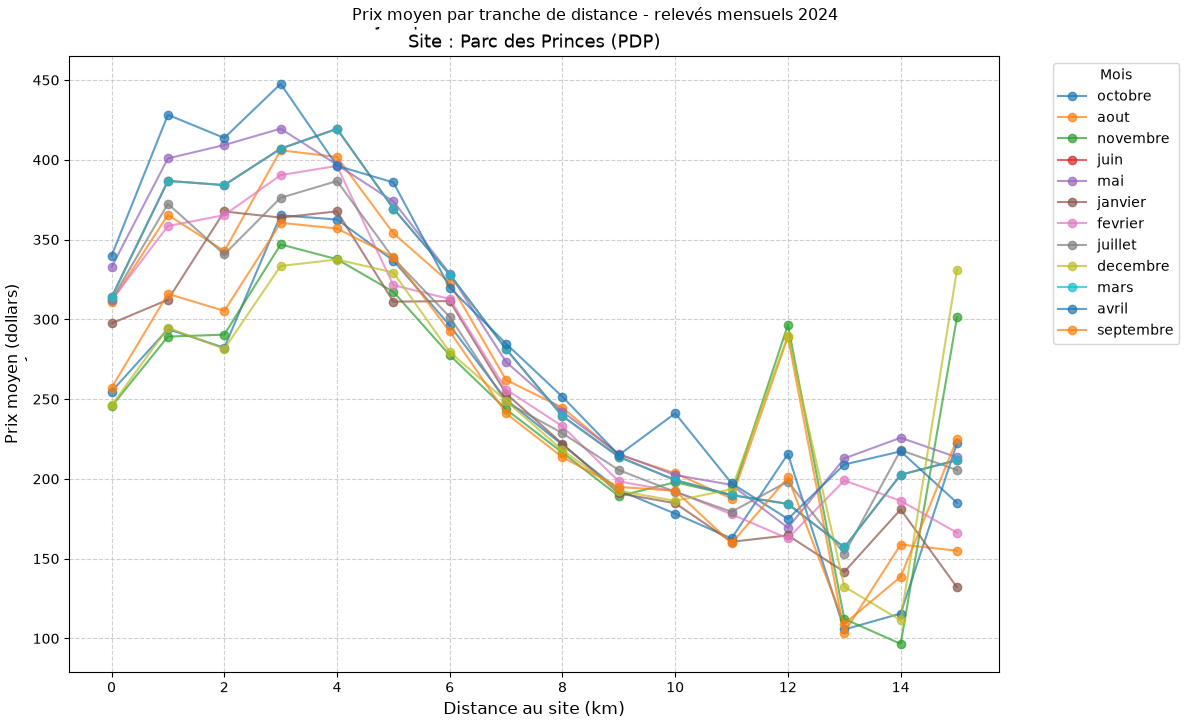 Prix moyen par tranche de distance - relevés mensuels 2024
Site : Parc des Princes (PDP)
Prix moyen (dollars)
450
400
350
300
250
200
150
100
0 2 4 6 8 10 12 14
Distance au site (km)
Mois
octobre
aout
novembre
juin
mai
janvier
fevrier
juillet
decembre
mars
avril
septembre